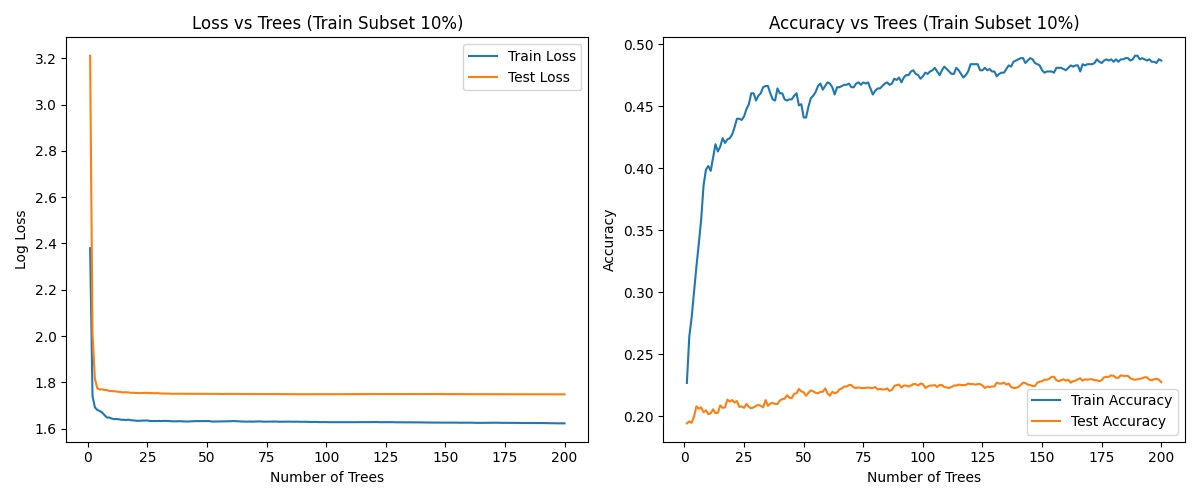 Loss vs Trees (Train Subset 10%)
Train Loss
Test Loss
Log Loss
3.2
3.0
2.8
2.6
2.4
2.2
2.0
1.8
1.6
0 25 50 75 100 125 150 175 200
Number of Trees
Accuracy vs Trees (Train Subset 10%)
Accuracy
0.50
0.45
0.40
0.35
0.30
0.25
0.20
Train Accuracy
Test Accuracy
0 25 50 75 100 125 150 175 200
Number of Trees